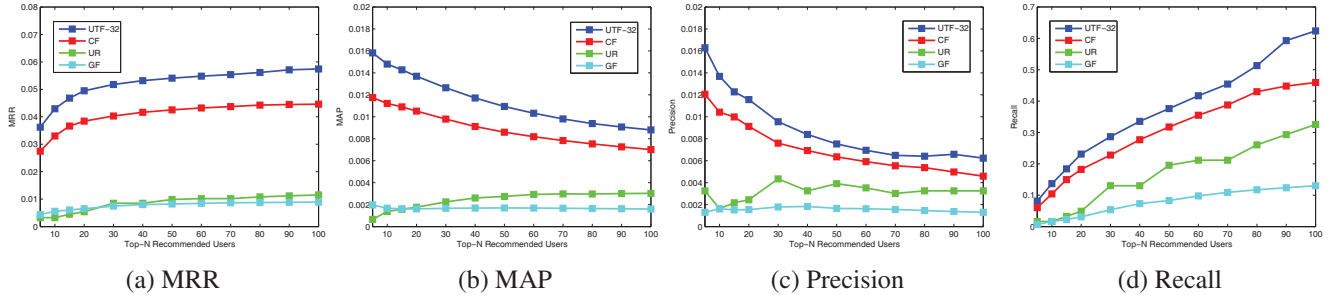 0.08
0.07
0.06
0.05
0.04
0.03
0.02
0.01
0
MRR
UTF-32
CF
UR
GF
10 20 30 40 50 60 70 80 90 100
Top-N Recommended Users
(a) MRR
0.02
0.018
0.016
0.014
0.012
0.01
0.008
0.006
0.004
0.002
0
MAP
UTF-32
CF
UR
GF
10 20 30 40 50 60 70 80 90 100
Top-N Recommended Users
(b) MAP
0.02
0.018
0.016
0.014
0.012
0.01
0.008
0.006
0.004
0.002
0
Precision
UTF-32
CF
UR
GF
10 20 30 40 50 60 70 80 90 100
Top-N Recommended Users
(c) Precision
0.7
0.6
0.5
0.4
0.3
0.2
0.1
0
Recall
UTF-32
CF
UR
GF
10 20 30 40 50 60 70 80 90 100
Top-N Recommended Users
(d) Recall